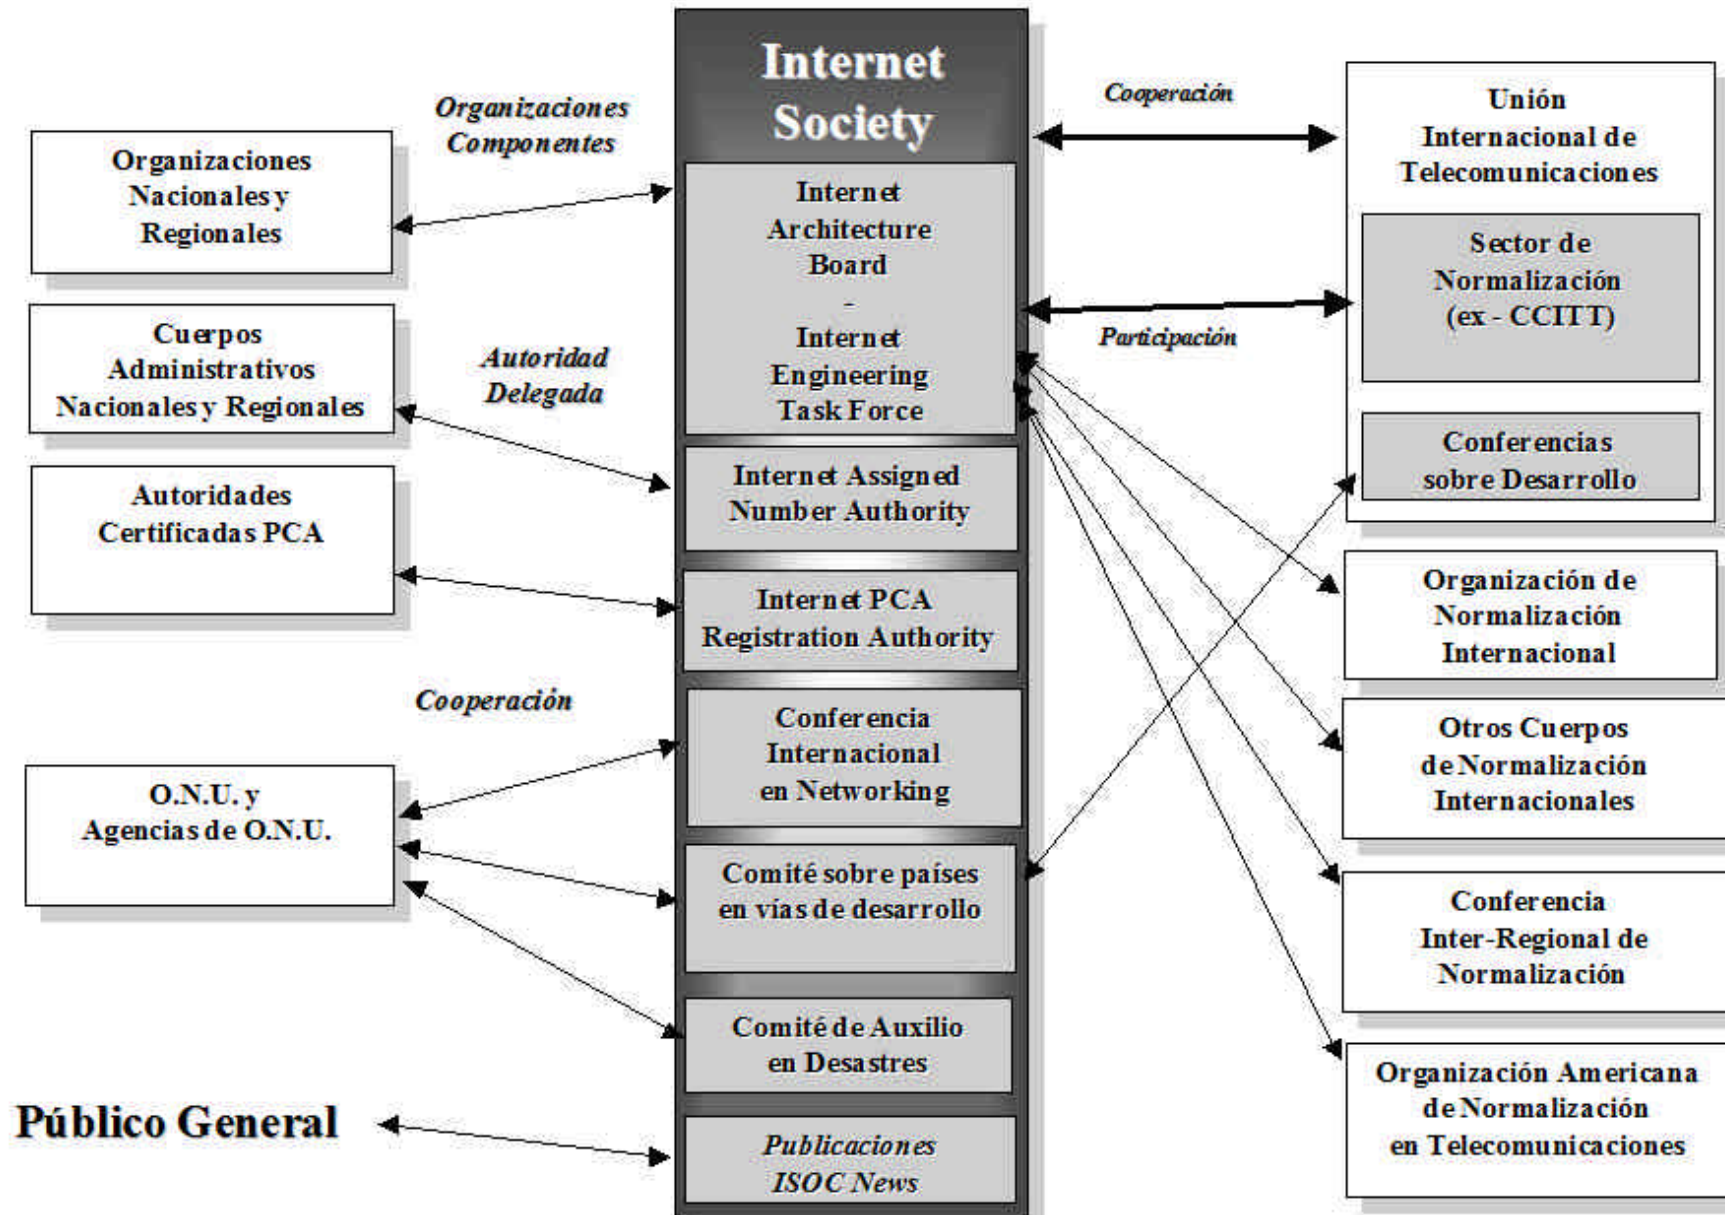 Internet
Society
Organizaciones
Componentes
Organizaciones
Nacionales y
Regionales
Cuerpos
Administrativos
Nacionales y Regionales
Autoridad
Delegada
Autoridades
Certificadas PCA
Cooperación
O.N.U. y
Agencias de O.N.U.
Público General
Internet
Architecture
Board
-
Internet
Engineering
Task Force
Internet Assigned
Number Authority
Internet PCA
Registration Authority
Conferencia
Internacional
en Networking
Comité sobre países
en vías de desarrollo
Comité de Auxilio
en Desastres
Publicaciones
ISOC News
Cooperación
Participación
Unión
Internacional de
Telecomunicaciones
Sector de
Normalización
(ex - CCITT)
Conferencias
sobre Desarrollo
Organización de
Normalización
Internacional
Otros Cuerpos
de Normalización
Internacionales
Conferencia
Inter-Regional de
Normalización
Organización Americana
de Normalización
en Telecomunicaciones